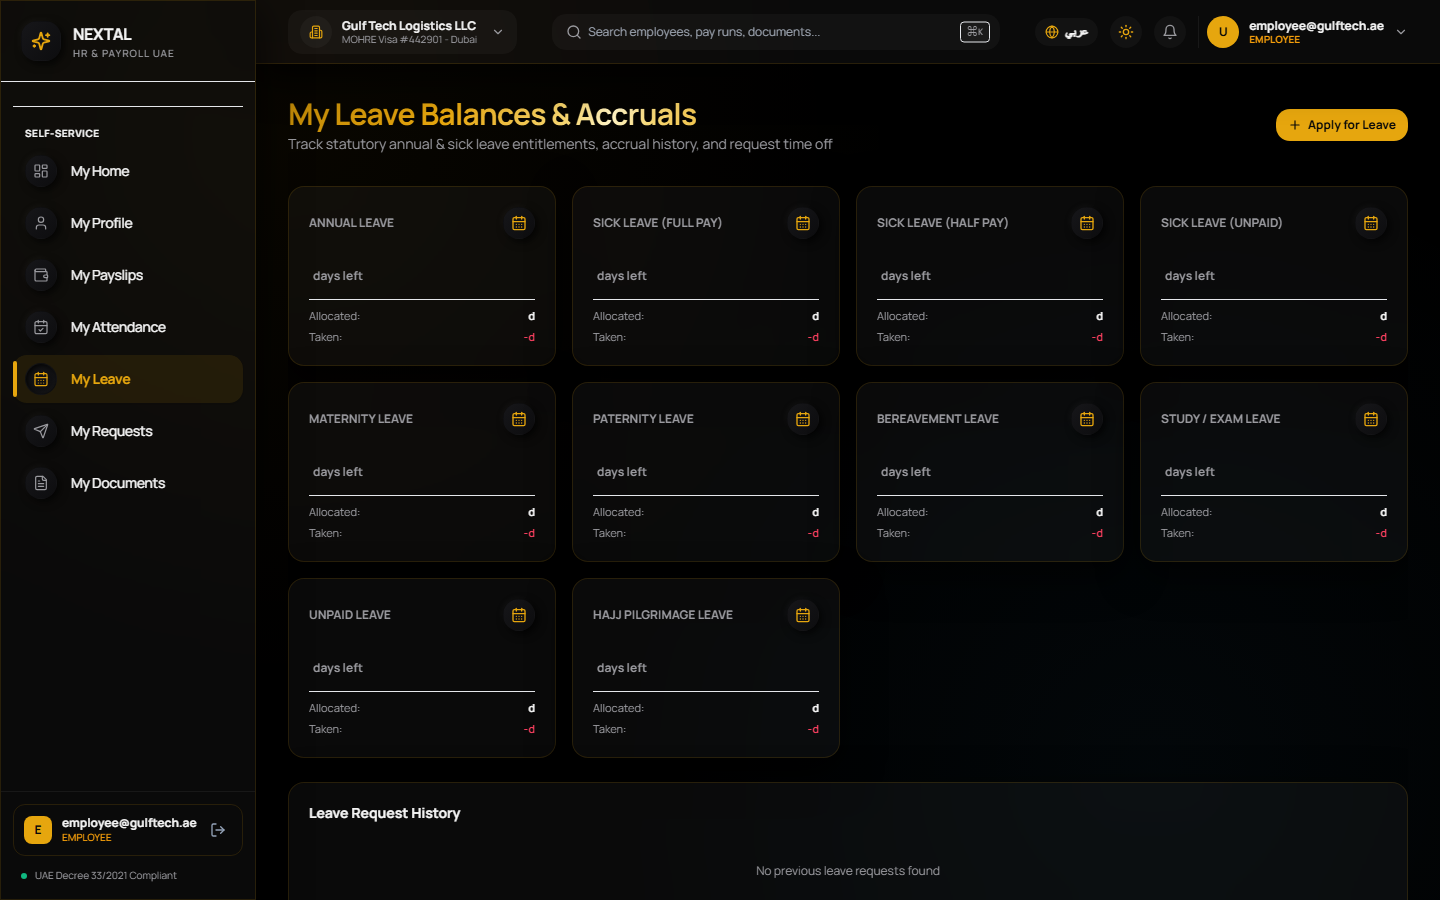 NEXTAL
HR & PAYROLL UAE
Gulf Tech Logistics LLC
MOHRE Visa #442901 - Dubai
Search employees, pay runs, documents...
⌘K
عربي
U
employee@gulftech.ae
EMPLOYEE
SELF-SERVICE
My Home
My Profile
My Payslips
My Attendance
My Leave
My Requests
My Documents
E
employee@gulftech.ae
EMPLOYEE
UAE Decree 33/2021 Compliant
My Leave Balances & Accruals
Track statutory annual & sick leave entitlements, accrual history, and request time off
+ Apply for Leave
ANNUAL LEAVE
days left
Allocated: d
Taken: -d
SICK LEAVE (FULL PAY)
days left
Allocated: d
Taken: -d
SICK LEAVE (HALF PAY)
days left
Allocated: d
Taken: -d
SICK LEAVE (UNPAID)
days left
Allocated: d
Taken: -d
MATERNITY LEAVE
days left
Allocated: d
Taken: -d
PATERNITY LEAVE
days left
Allocated: d
Taken: -d
BEREAVEMENT LEAVE
days left
Allocated: d
Taken: -d
STUDY / EXAM LEAVE
days left
Allocated: d
Taken: -d
UNPAID LEAVE
days left
Allocated: d
Taken: -d
HAJJ PILGRIMAGE LEAVE
days left
Allocated: d
Taken: -d
Leave Request History
No previous leave requests found